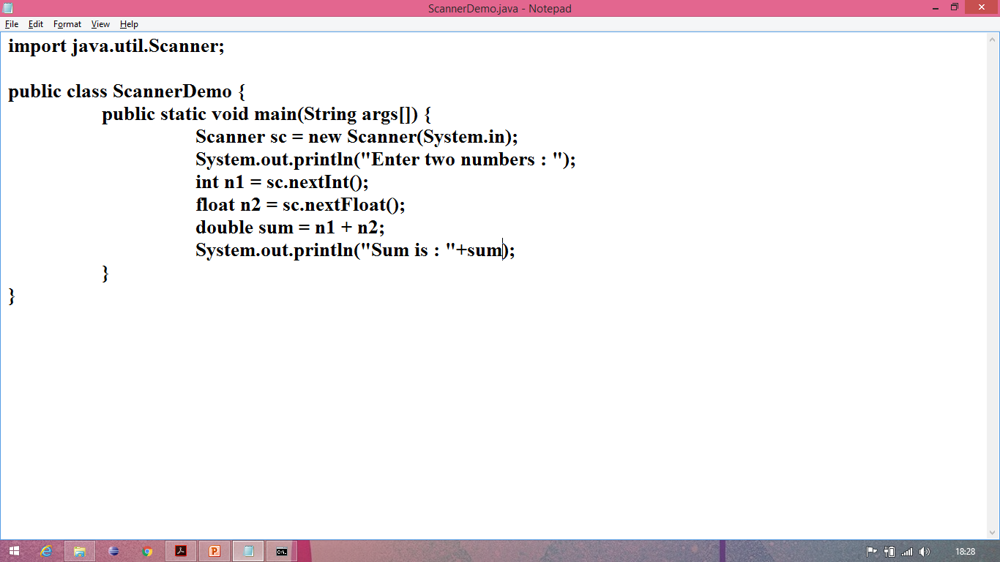 ScannerDemo.java - Notepad
File Edit Format View Help
import java.util.Scanner;
public class ScannerDemo {
public static void main(String args[]) {
Scanner sc = new Scanner(System.in);
System.out.println("Enter two numbers : ");
int n1 = sc.nextInt();
float n2 = sc.nextFloat();
double sum = n1 + n2;
System.out.println("Sum is : "+sum);
}
}
18:28